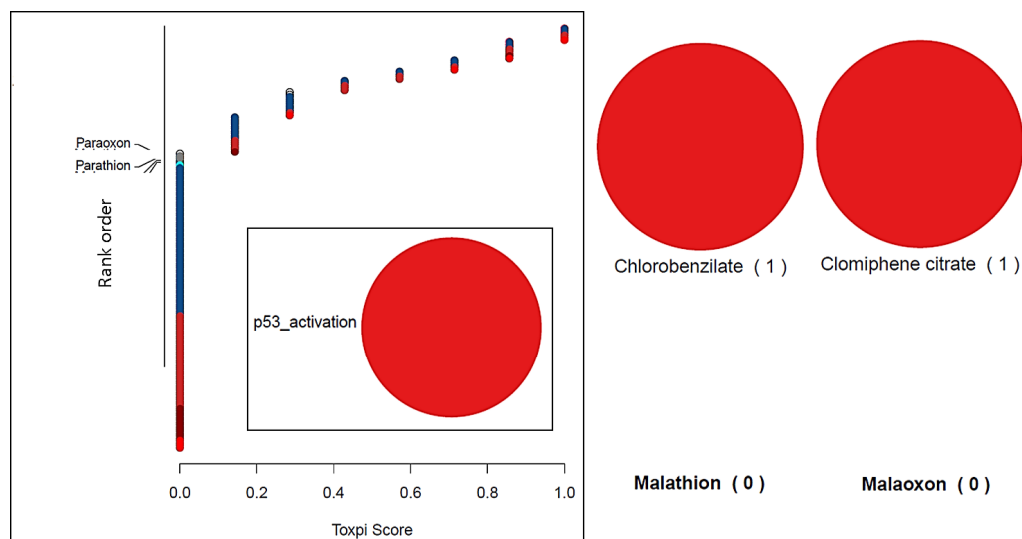 Paraoxon
Parathion
Rank order
p53_activation
0.0 0.2 0.4 0.6 0.8 1.0
Toxpi Score
Chlorobenzilate ( 1 )
Clomiphene citrate ( 1 )
Malathion ( 0 )
Malaoxon ( 0 )